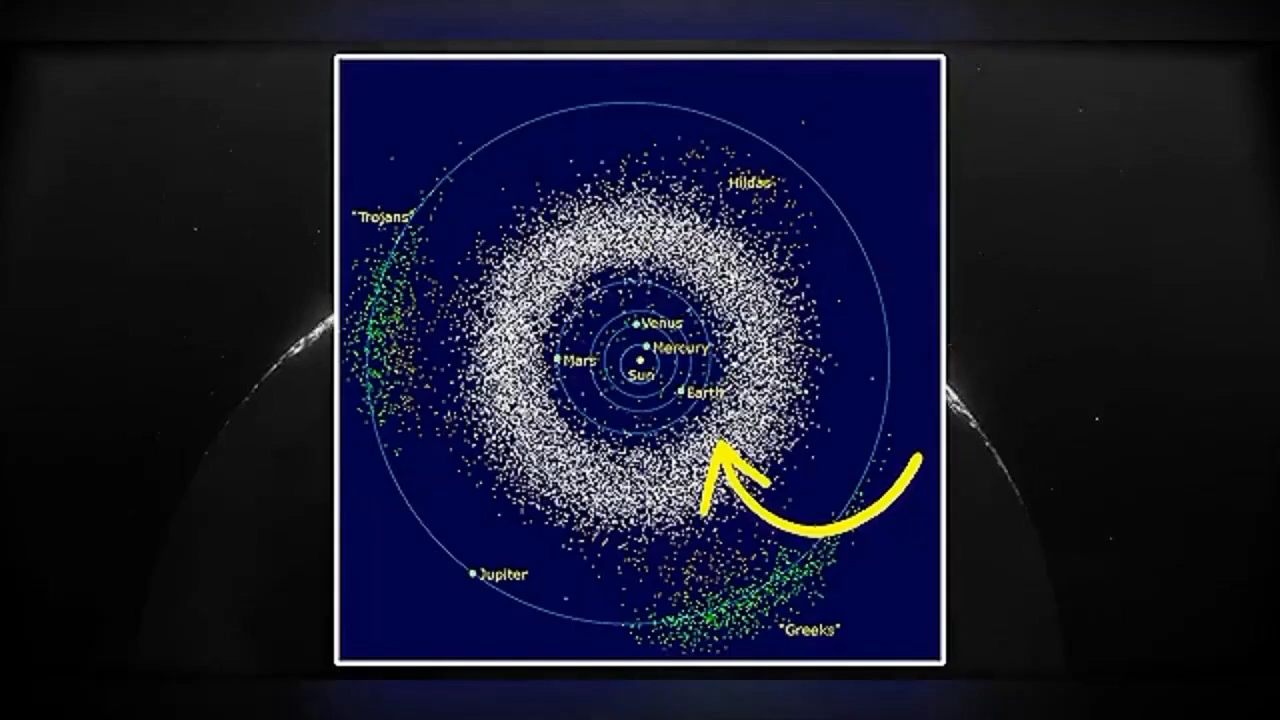 Hildas
"Trojans"
Venus
Mercury
Mars
Sun
Earth
Jupiter
"Greeks"